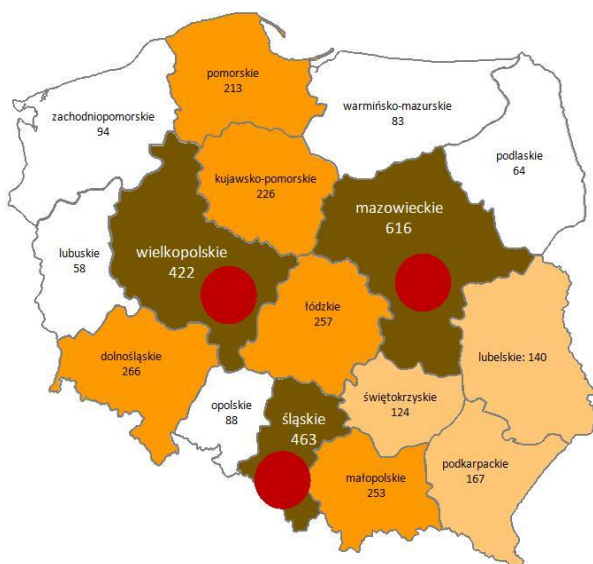 pomorskie
213
zachodniopomorskie
94
warmińsko-mazurskie
83
podlaskie
64
kujawsko-pomorskie
226
mazowieckie
616
wielkopolskie
422
lubuskie
58
łódzkie
257
dolnośląskie
266
lubelskie: 140
świętokrzyskie
124
opolskie
88
śląskie
463
małopolskie
253
podkarpackie
167